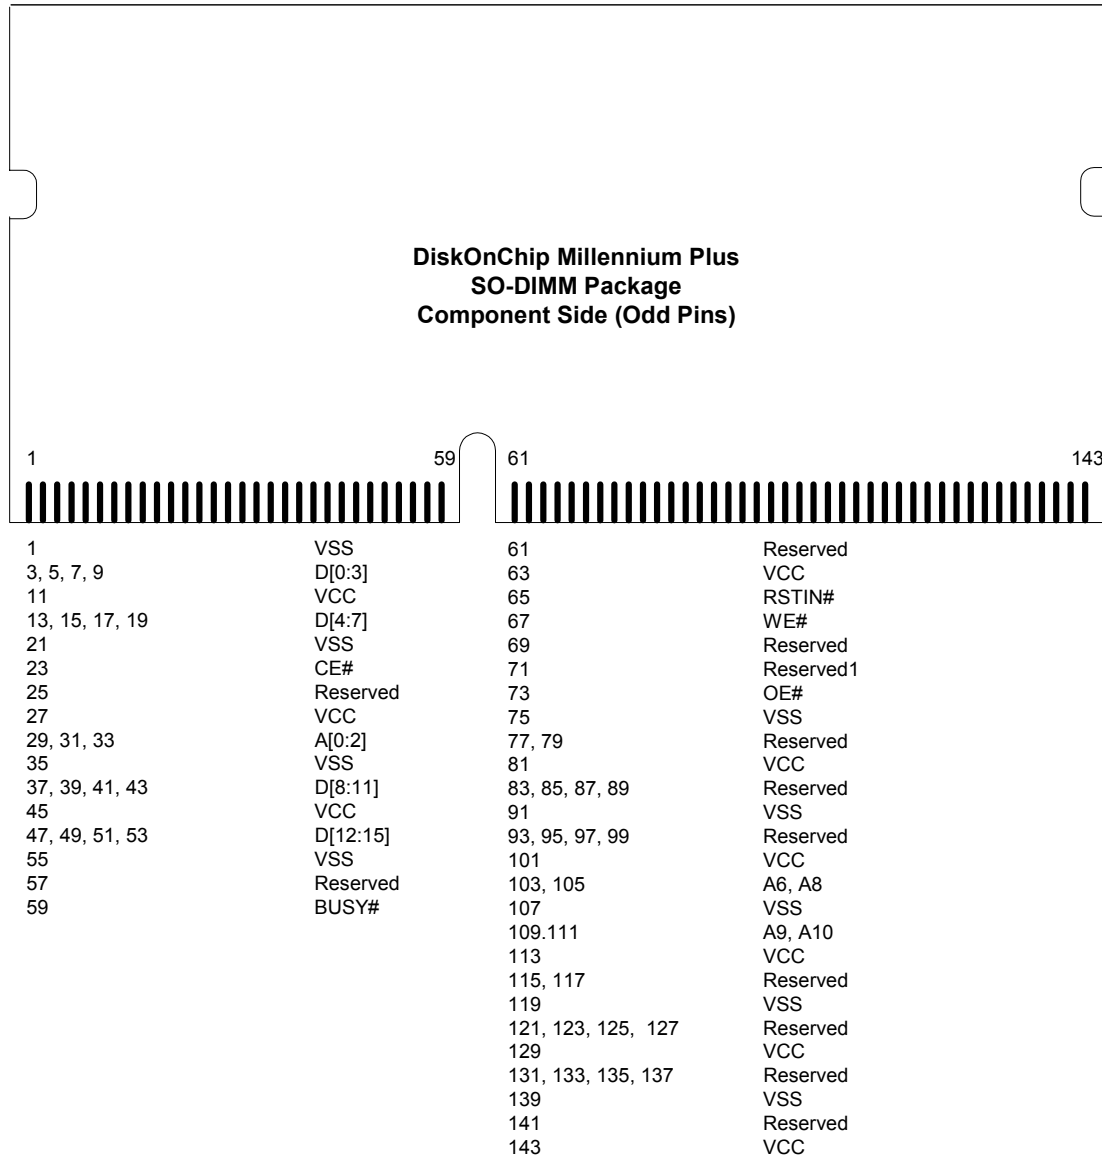 DiskOnChip Millennium Plus
SO-DIMM Package
Component Side (Odd Pins)
1 59 61 143
1 VSS
3, 5, 7, 9 D[0:3]
11 VCC
13, 15, 17, 19 D[4:7]
21 VSS
23 CE#
25 Reserved
27 VCC
29, 31, 33 A[0:2]
35 VSS
37, 39, 41, 43 D[8:11]
45 VCC
47, 49, 51, 53 D[12:15]
55 VSS
57 Reserved
59 BUSY#
61 Reserved
63 VCC
65 RSTIN#
67 WE#
69 Reserved
71 Reserved1
73 OE#
75 VSS
77, 79 Reserved
81 VCC
83, 85, 87, 89 Reserved
91 VSS
93, 95, 97, 99 Reserved
101 VCC
103, 105 A6, A8
107 VSS
109.111 A9, A10
113 VCC
115, 117 Reserved
119 VSS
121, 123, 125, 127 Reserved
129 VCC
131, 133, 135, 137 Reserved
139 VSS
141 Reserved
143 VCC